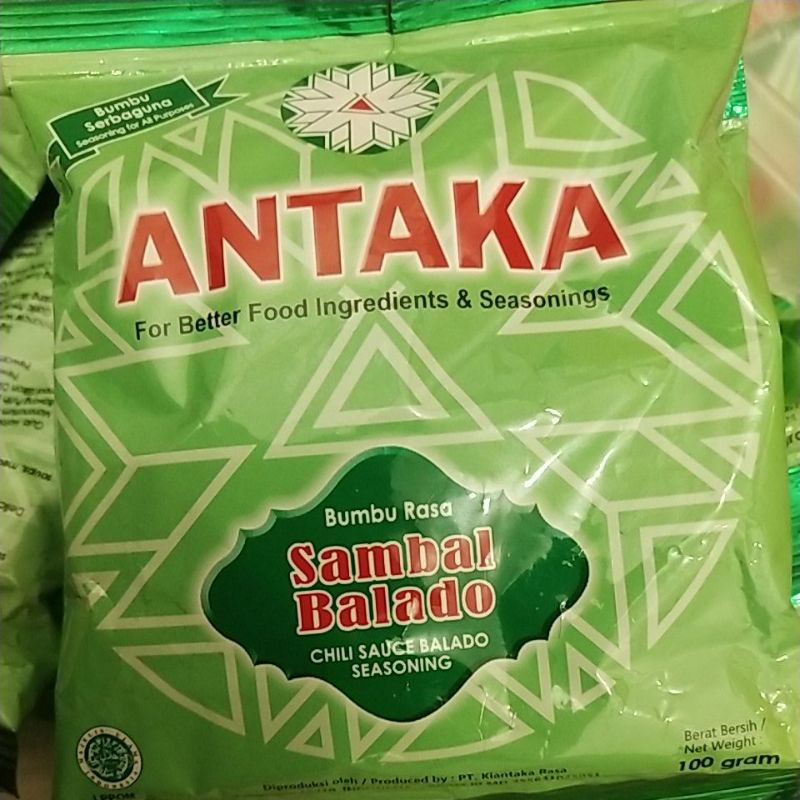 Bumbu
Serbaguna
Seasoning for All Purposes
ANTAKA
For Better Food Ingredients & Seasonings
Bumbu Rasa
Sambal
Balado
CHILI SAUCE BALADO
SEASONING
Berat Bersih /
Net Weight :
100 gram
Diproduksi oleh / Produced by : PT. Kiantaka Rasa